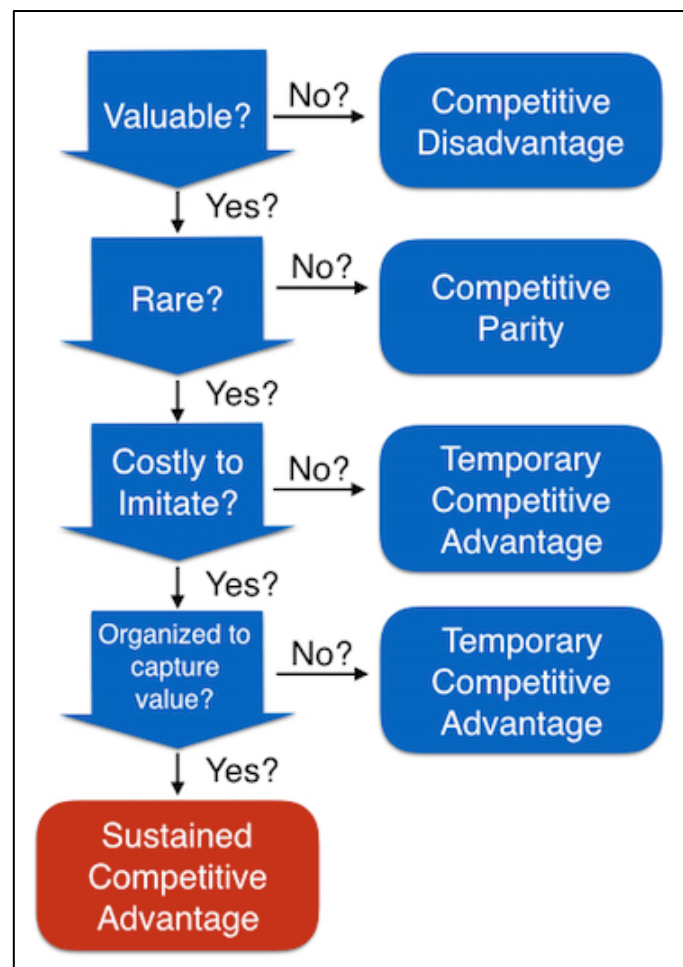 Valuable?
No?
Competitive
Disadvantage
Yes?
Rare?
No?
Competitive
Parity
Yes?
Costly to
Imitate?
No?
Temporary
Competitive
Advantage
Yes?
Organized to
capture
value?
No?
Temporary
Competitive
Advantage
Yes?
Sustained
Competitive
Advantage